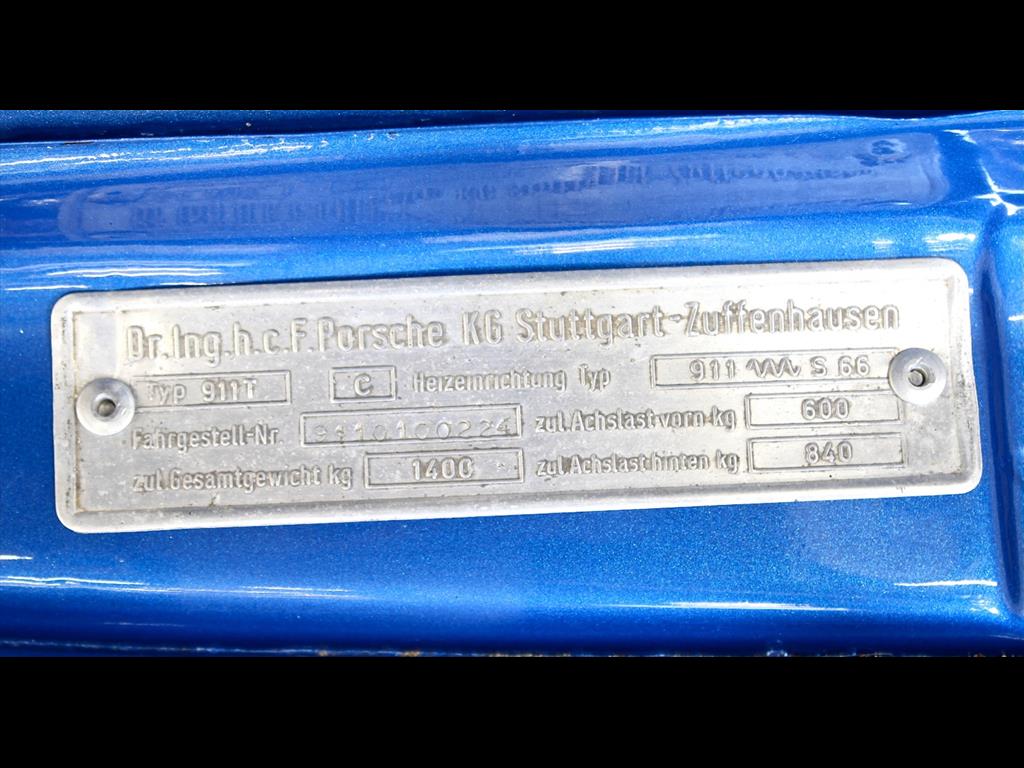 Dr.Ing.h.c.F.Porsche KG Stuttgart-Zuffenhausen
Typ 911T C Heizeinrichtung Typ 911 S 66
Fahrgestell-Nr. 9110100224 zul.Achslast vorn·kg 600
zul.Gesamtgewicht kg 1400 zul.Achslast hinten kg 840